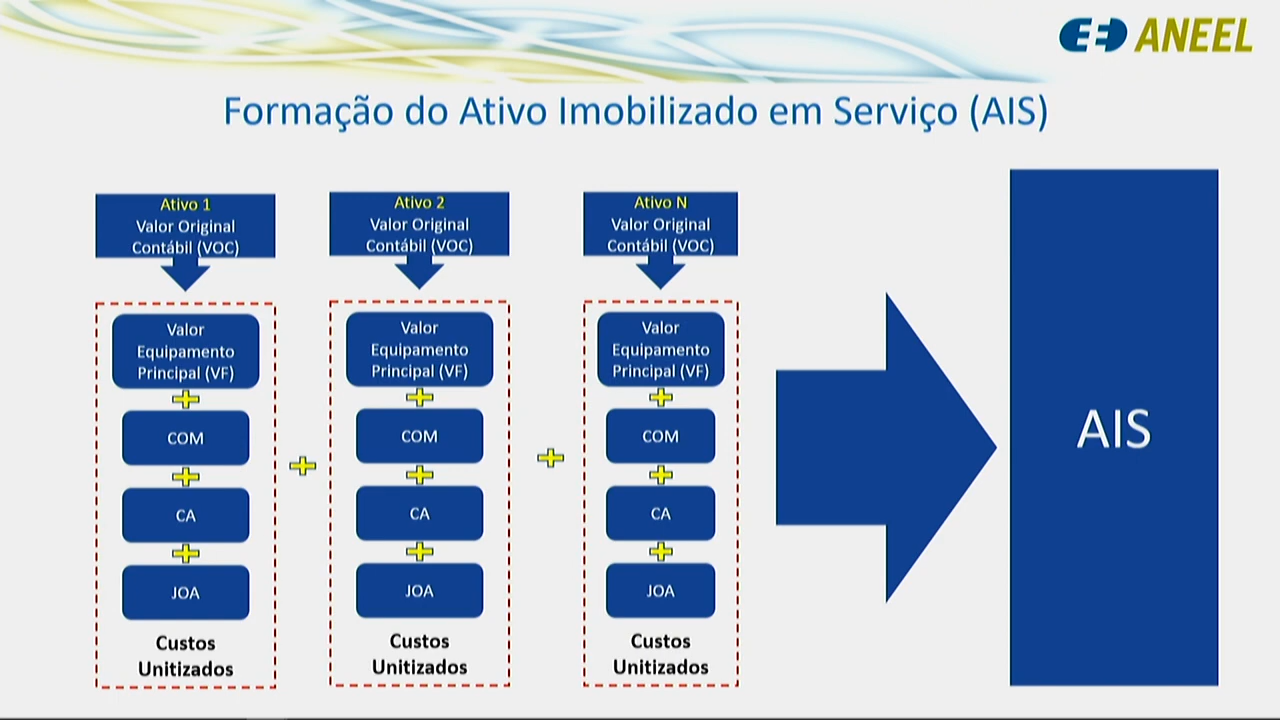 ANEEL
Formação do Ativo Imobilizado em Serviço (AIS)
Ativo 1
Valor Original
Contábil (VOC)
Valor
Equipamento
Principal (VF)
COM
CA
JOA
Custos
Unitizados
Ativo 2
Valor Original
Contábil (VOC)
Valor
Equipamento
Principal (VF)
COM
CA
JOA
Custos
Unitizados
Ativo N
Valor Original
Contábil (VOC)
Valor
Equipamento
Principal (VF)
COM
CA
JOA
Custos
Unitizados
AIS